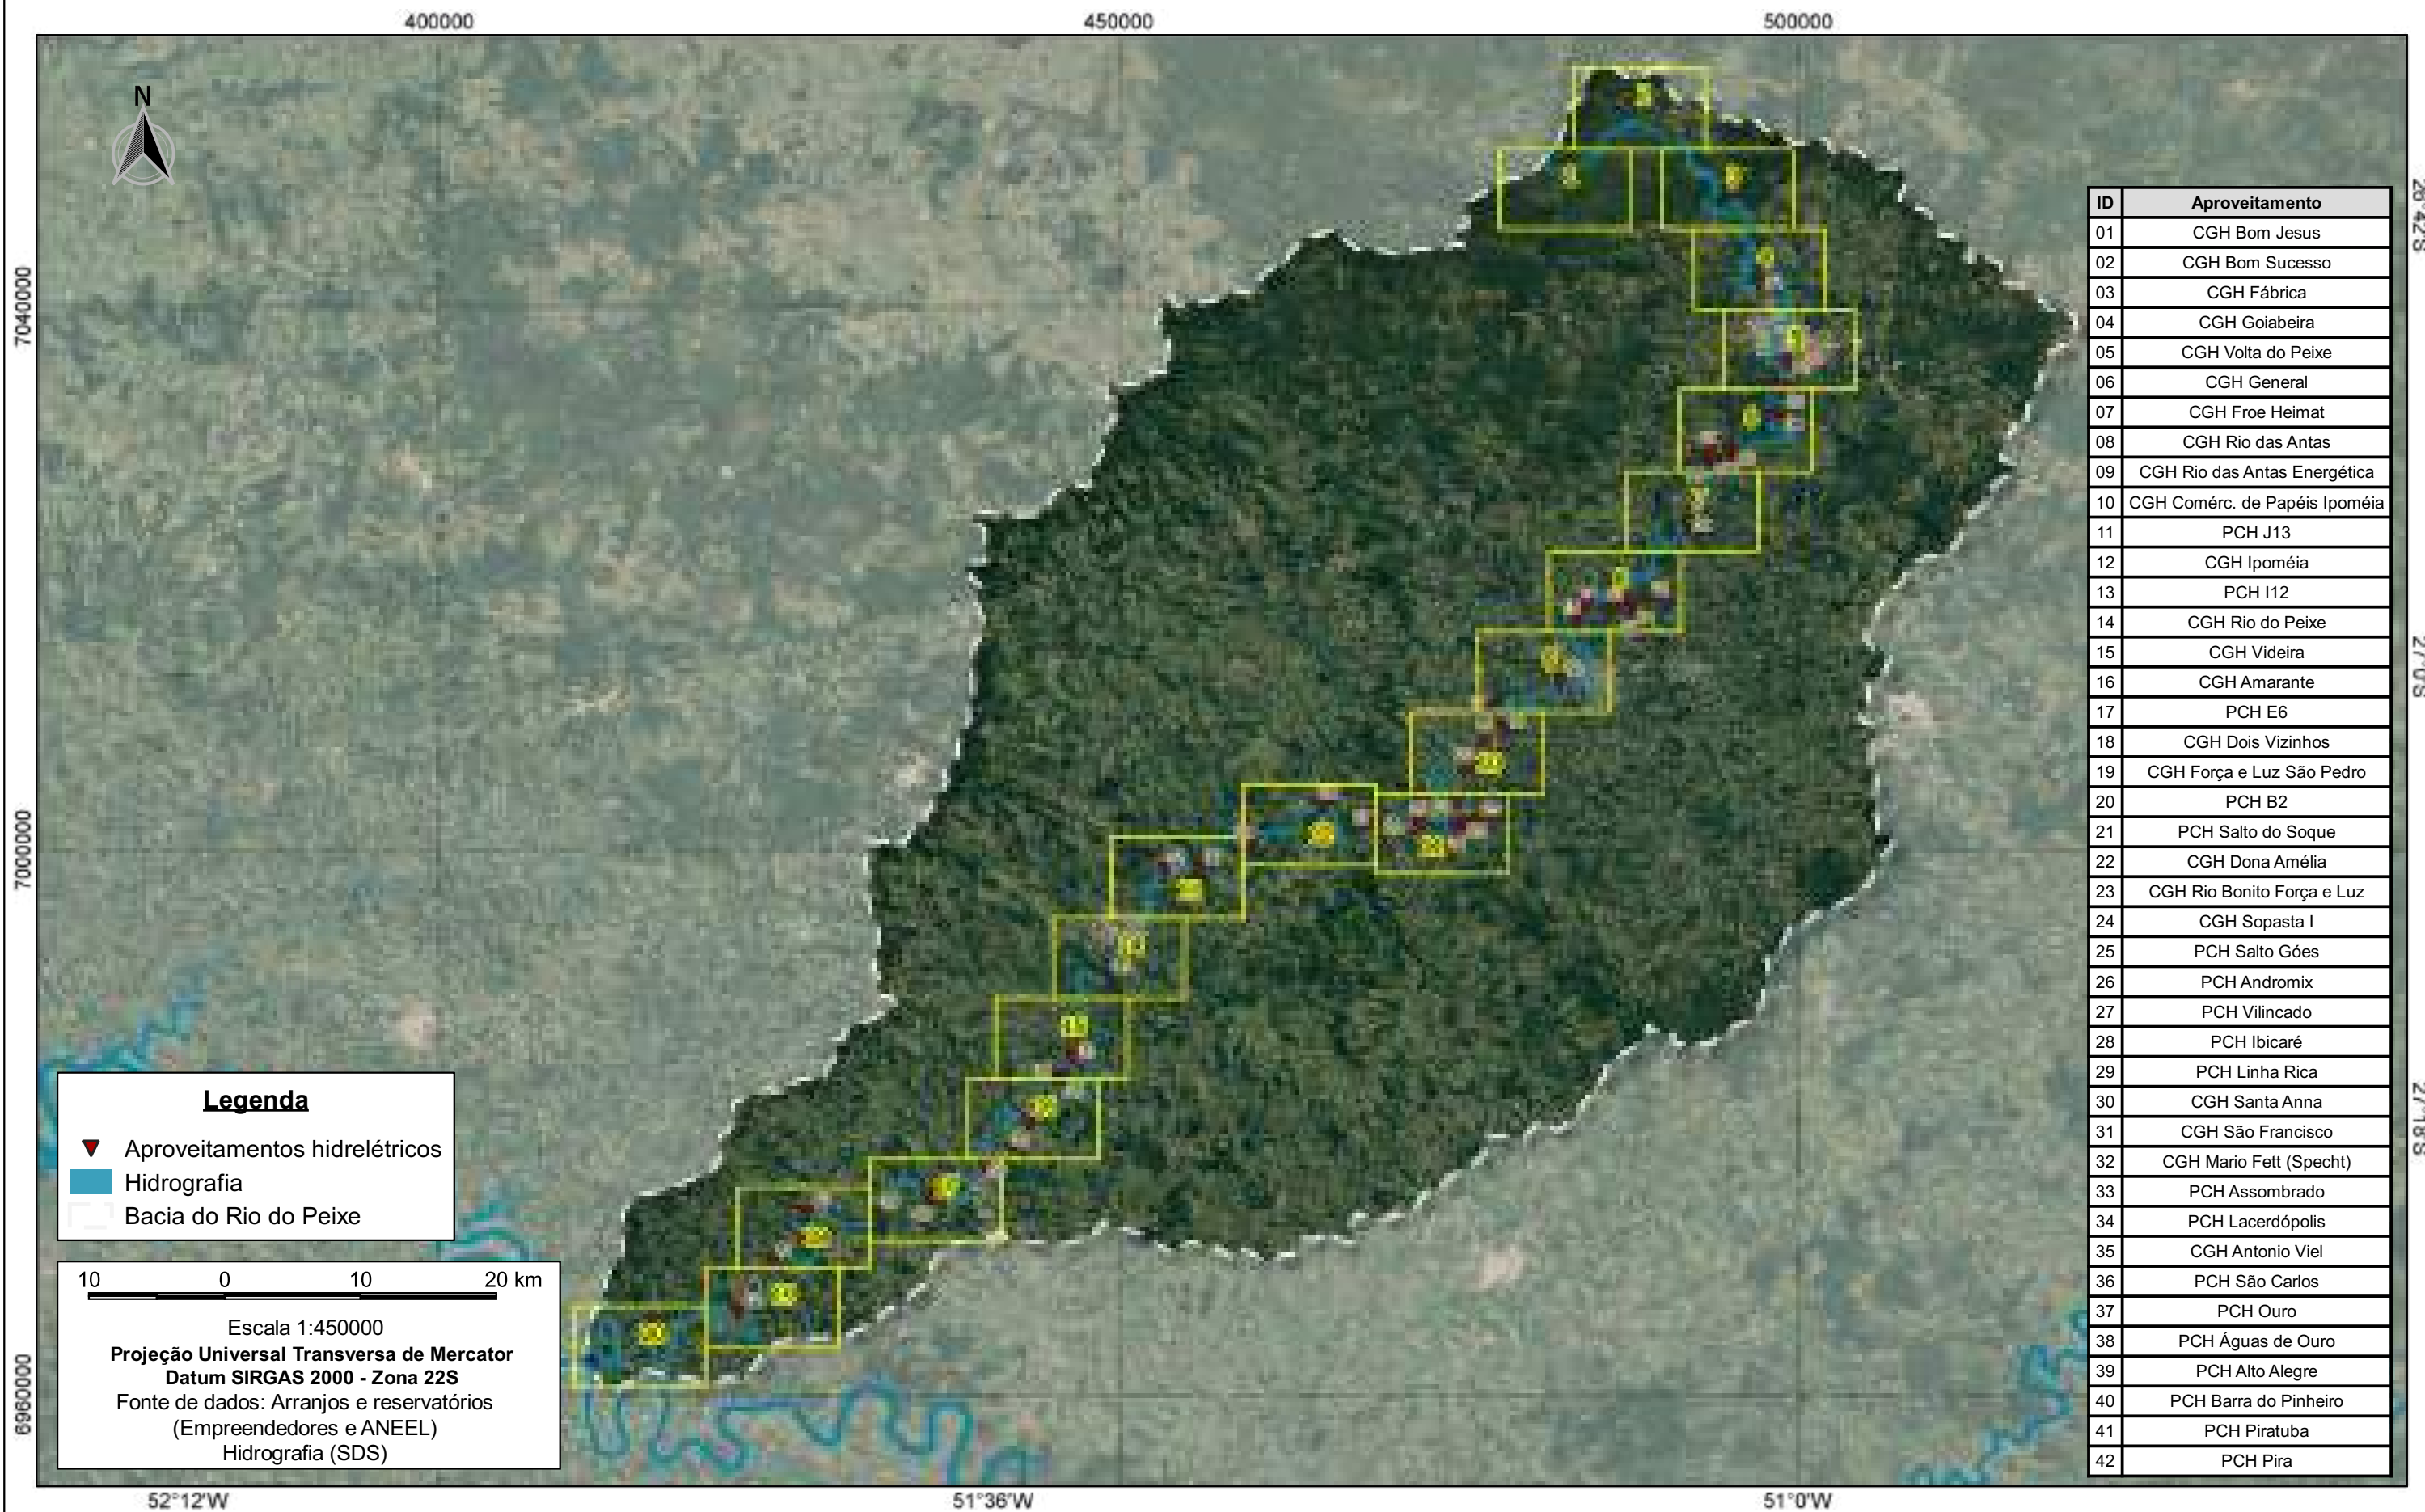 400000
450000
500000
N
7040000
7000000
6960000
26°42'S
27°0'S
27°18'S
52°12'W
51°36'W
51°0'W
ID Aproveitamento
01 CGH Bom Jesus
02 CGH Bom Sucesso
03 CGH Fábrica
04 CGH Goiabeira
05 CGH Volta do Peixe
06 CGH General
07 CGH Froe Heimat
08 CGH Rio das Antas
09 CGH Rio das Antas Energética
10 CGH Comérc. de Papéis Ipoméia
11 PCH J13
12 CGH Ipoméia
13 PCH I12
14 CGH Rio do Peixe
15 CGH Videira
16 CGH Amarante
17 PCH E6
18 CGH Dois Vizinhos
19 CGH Força e Luz São Pedro
20 PCH B2
21 PCH Salto do Soque
22 CGH Dona Amélia
23 CGH Rio Bonito Força e Luz
24 CGH Sopasta I
25 PCH Salto Góes
26 PCH Andromix
27 PCH Vilincado
28 PCH Ibicaré
29 PCH Linha Rica
30 CGH Santa Anna
31 CGH São Francisco
32 CGH Mario Fett (Specht)
33 PCH Assombrado
34 PCH Lacerdópolis
35 CGH Antonio Viel
36 PCH São Carlos
37 PCH Ouro
38 PCH Águas de Ouro
39 PCH Alto Alegre
40 PCH Barra do Pinheiro
41 PCH Piratuba
42 PCH Pira
Legenda
Aproveitamentos hidrelétricos
Hidrografia
Bacia do Rio do Peixe
10 0 10 20 km
Escala 1:450000
Projeção Universal Transversa de Mercator
Datum SIRGAS 2000 - Zona 22S
Fonte de dados: Arranjos e reservatórios
(Empreendedores e ANEEL)
Hidrografia (SDS)